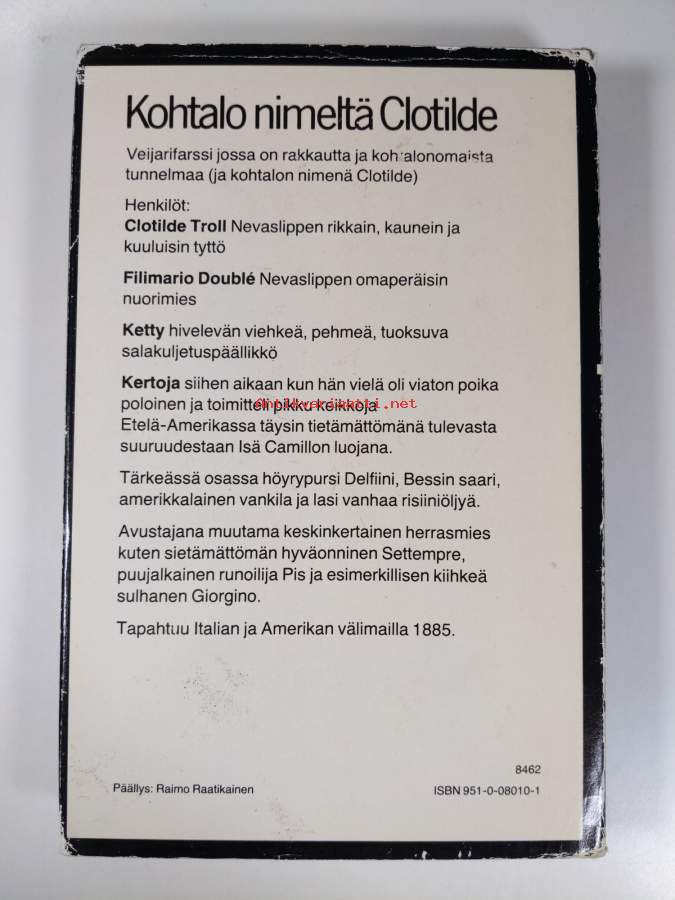 Kohtalo nimeltä Clotilde
Veijarifarssi jossa on rakkautta ja kohtalonomaista
tunnelmaa (ja kohtalon nimenä Clotilde)
Henkilöt:
Clotilde Troll Nevaslippen rikkain, kaunein ja
kuuluisin tyttö
Filimario Doublé Nevaslippen omaperäisin
nuorimies
Ketty hivelevän viehkeä, pehmeä, tuoksuva
salakuljetuspäällikkö
Kertoja siihen aikaan kun hän vielä oli viaton poika
poloinen ja toimitteli pikku keikkoja
Antikvariaatti.net
Etelä-Amerikassa täysin tietämättömänä tulevasta
suuruudestaan Isä Camillon luojana.
Tärkeässä osassa höyrypursi Delfiini, Bessin saari,
amerikkalainen vankila ja lasi vanhaa risiiniöljyä.
Avustajana muutama keskinkertainen herrasmies
kuten sietämättömän hyväonninen Settempre,
puujalkainen runoilija Pis ja esimerkillisen kiihkeä
sulhanen Giorgino.
Tapahtuu Italian ja Amerikan välimailla 1885.
8462
Päällys: Raimo Raatikainen
ISBN 951-0-08010-1